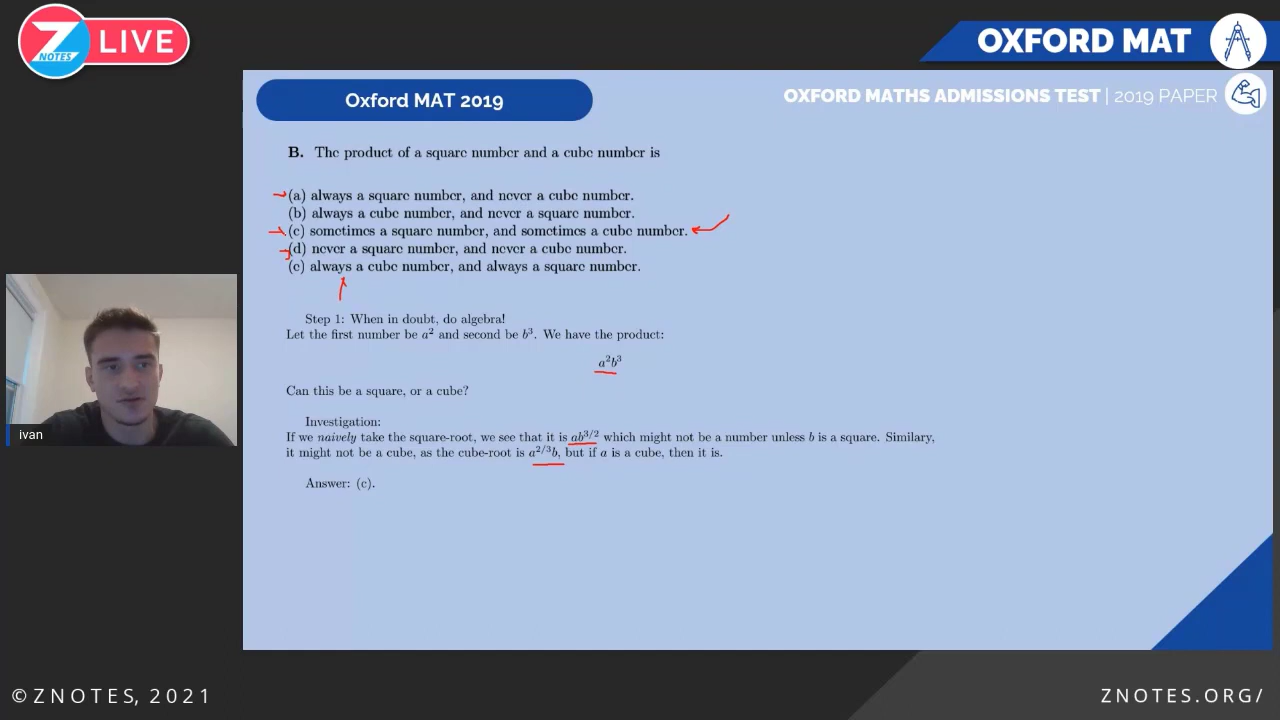 Z NOTES LIVE
OXFORD MAT
Oxford MAT 2019
OXFORD MATHS ADMISSIONS TEST | 2019 PAPER
B. The product of a square number and a cube number is
(a) always a square number, and never a cube number.
(b) always a cube number, and never a square number.
(c) sometimes a square number, and sometimes a cube number.
(d) never a square number, and never a cube number.
(e) always a cube number, and always a square number.
Step 1: When in doubt, do algebra!
Let the first number be a² and second be b³. We have the product:
a²b³
Can this be a square, or a cube?
Investigation:
If we naively take the square-root, we see that it is ab^{3/2} which might not be a number unless b is a square. Similary,
it might not be a cube, as the cube-root is a^{2/3}b, but if a is a cube, then it is.
Answer: (c).
ivan
© ZNOTES, 2021
ZNOTES.ORG/